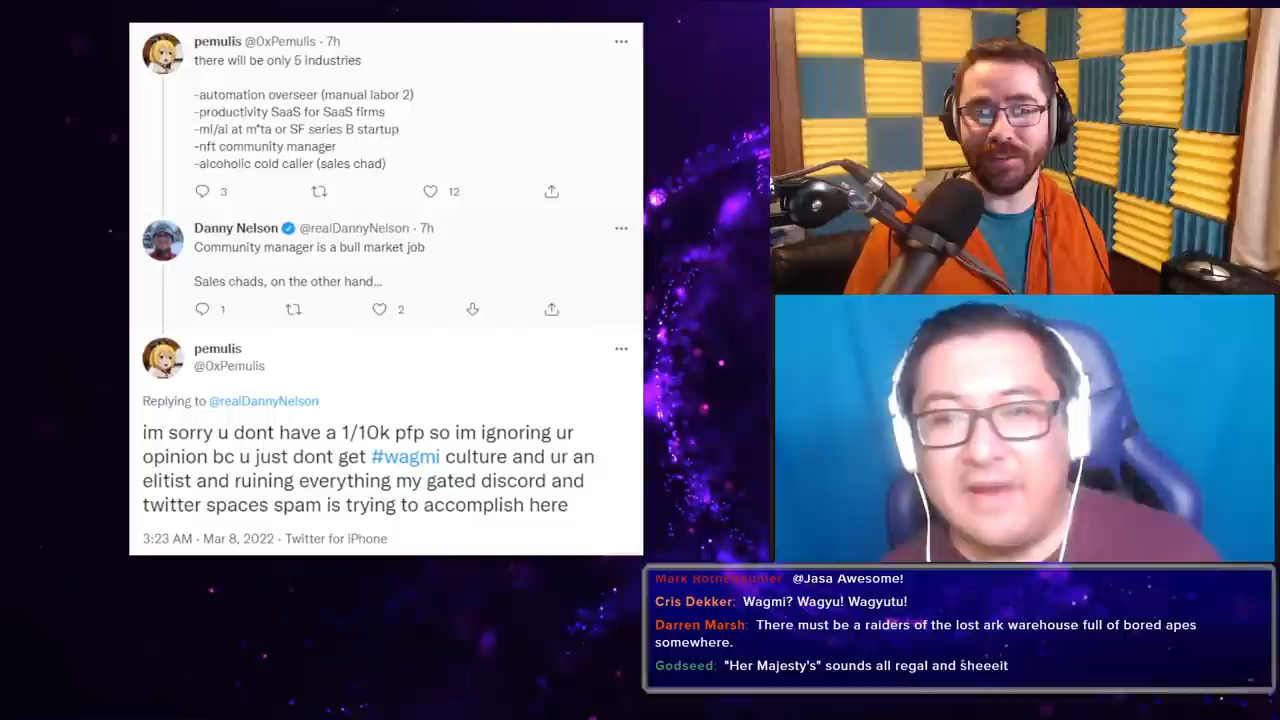 pemulis @0xPemulis · 7h
there will be only 5 industries
-automation overseer (manual labor 2)
-productivity SaaS for SaaS firms
-ml/ai at m*ta or SF series B startup
-nft community manager
-alcoholic cold caller (sales chad)
3 12
Danny Nelson @realDannyNelson · 7h
Community manager is a bull market job
Sales chads, on the other hand...
1 2
pemulis
@0xPemulis
Replying to @realDannyNelson
im sorry u dont have a 1/10k pfp so im ignoring ur
opinion bc u just dont get #wagmi culture and ur an
elitist and ruining everything my gated discord and
twitter spaces spam is trying to accomplish here
3:23 AM · Mar 8, 2022 · Twitter for iPhone
Mark @Jasa Awesome!
Cris Dekker: Wagmi? Wagyu! Wagyutu!
Darren Marsh: There must be a raiders of the lost ark warehouse full of bored apes
somewhere.
Godseed: "Her Majesty's" sounds all regal and sheeeit